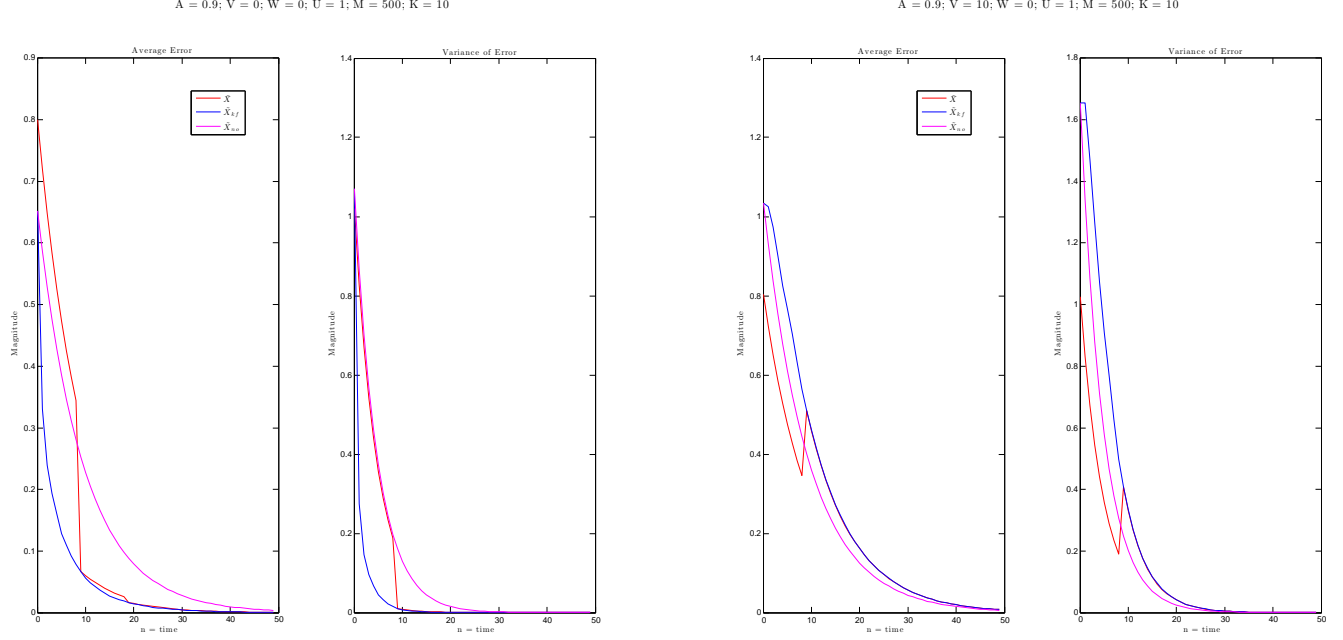 A = 0.9; V = 0; W = 0; U = 1; M = 500; K = 10
Average Error
0.9
0.8
0.7
0.6
0.5
0.4
0.3
0.2
0.1
0
Magnitude
0 10 20 30 40 50
n = time
Variance of Error
1.4
1.2
1
0.8
0.6
0.4
0.2
0
Magnitude
0 10 20 30 40 50
n = time
A = 0.9; V = 10; W = 0; U = 1; M = 500; K = 10
Average Error
1.4
1.2
1
0.8
0.6
0.4
0.2
0
Magnitude
0 10 20 30 40 50
n = time
Variance of Error
1.8
1.6
1.4
1.2
1
0.8
0.6
0.4
0.2
0
Magnitude
0 10 20 30 40 50
n = time